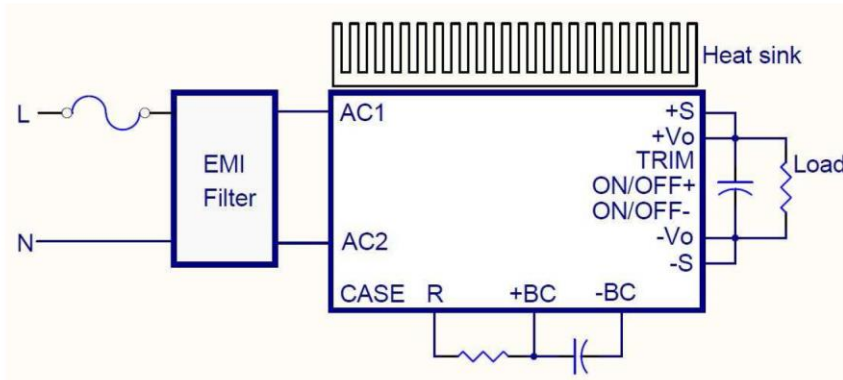 Heat sink
L
EMI
Filter
N
AC1
AC2
CASE R +BC -BC
+S
+Vo
TRIM
ON/OFF+
ON/OFF-
-Vo
-S
Load